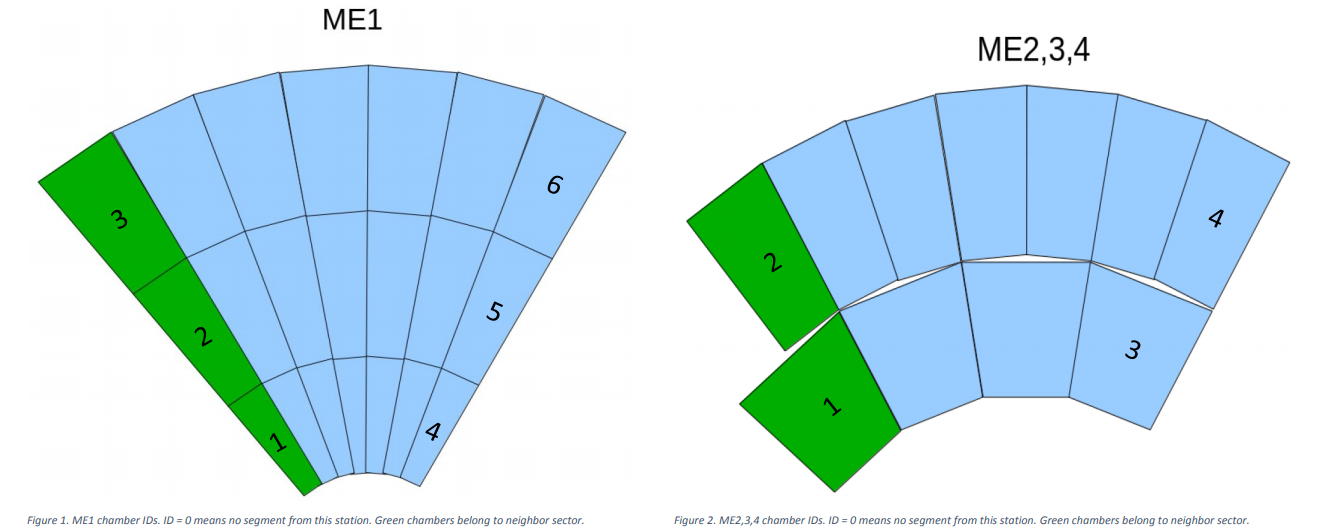 ME1
3
2
1
6
5
4
Figure 1. ME1 chamber IDs. ID = 0 means no segment from this station. Green chambers belong to neighbor sector.
ME2,3,4
2
1
4
3
Figure 2. ME2,3,4 chamber IDs. ID = 0 means no segment from this station. Green chambers belong to neighbor sector.